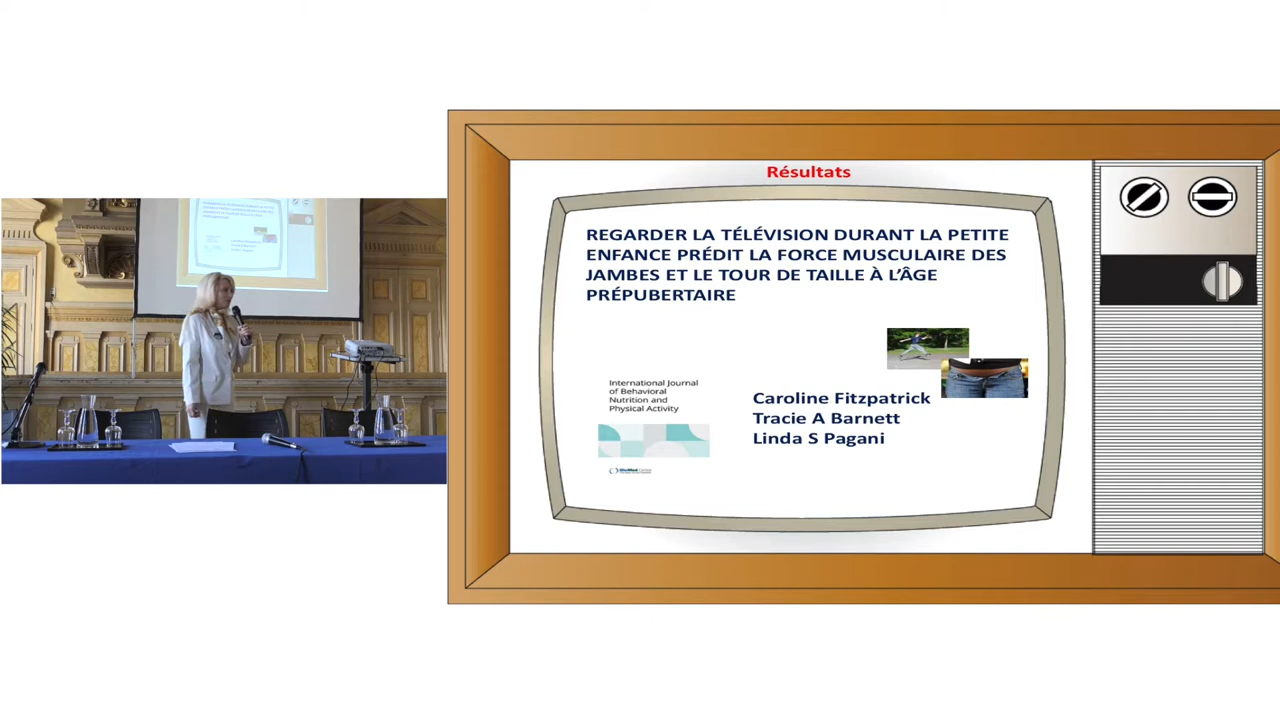 Résultats
REGARDER LA TÉLÉVISION DURANT LA PETITE
ENFANCE PRÉDIT LA FORCE MUSCULAIRE DES
JAMBES ET LE TOUR DE TAILLE À L'ÂGE
PRÉPUBERTAIRE
International Journal
of Behavioral
Nutrition and
Physical Activity
Caroline Fitzpatrick
Tracie A Barnett
Linda S Pagani